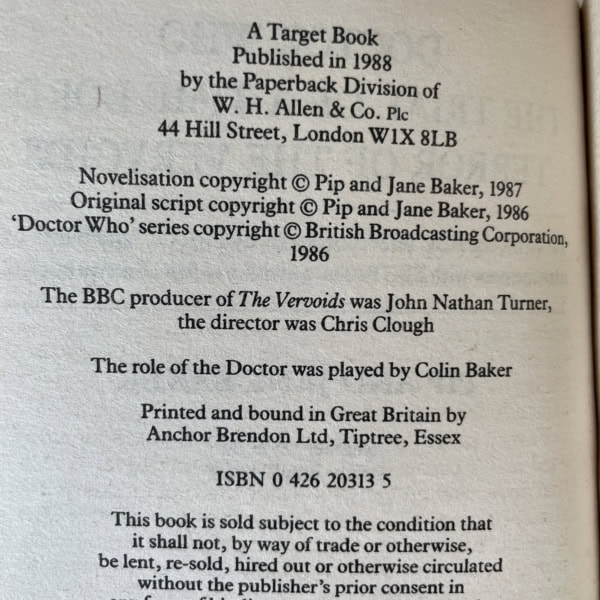 A Target Book
Published in 1988
by the Paperback Division of
W. H. Allen & Co. Plc
44 Hill Street, London W1X 8LB
Novelisation copyright © Pip and Jane Baker, 1987
Original script copyright © Pip and Jane Baker, 1986
'Doctor Who' series copyright © British Broadcasting Corporation,
1986
The BBC producer of The Vervoids was John Nathan Turner,
the director was Chris Clough
The role of the Doctor was played by Colin Baker
Printed and bound in Great Britain by
Anchor Brendon Ltd, Tiptree, Essex
ISBN 0 426 20313 5
This book is sold subject to the condition that
it shall not, by way of trade or otherwise,
be lent, re-sold, hired out or otherwise circulated
without the publisher's prior consent in